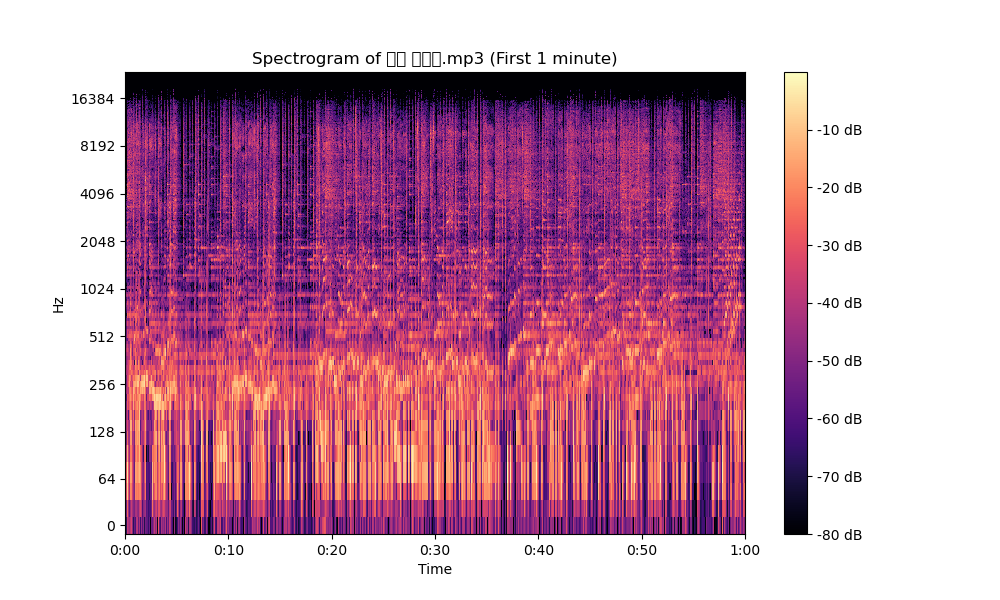 Spectrogram of □□ □□□.mp3 (First 1 minute)
Hz
16384
8192
4096
2048
1024
512
256
128
64
0
0:00 0:10 0:20 0:30 0:40 0:50 1:00
Time
-10 dB
-20 dB
-30 dB
-40 dB
-50 dB
-60 dB
-70 dB
-80 dB